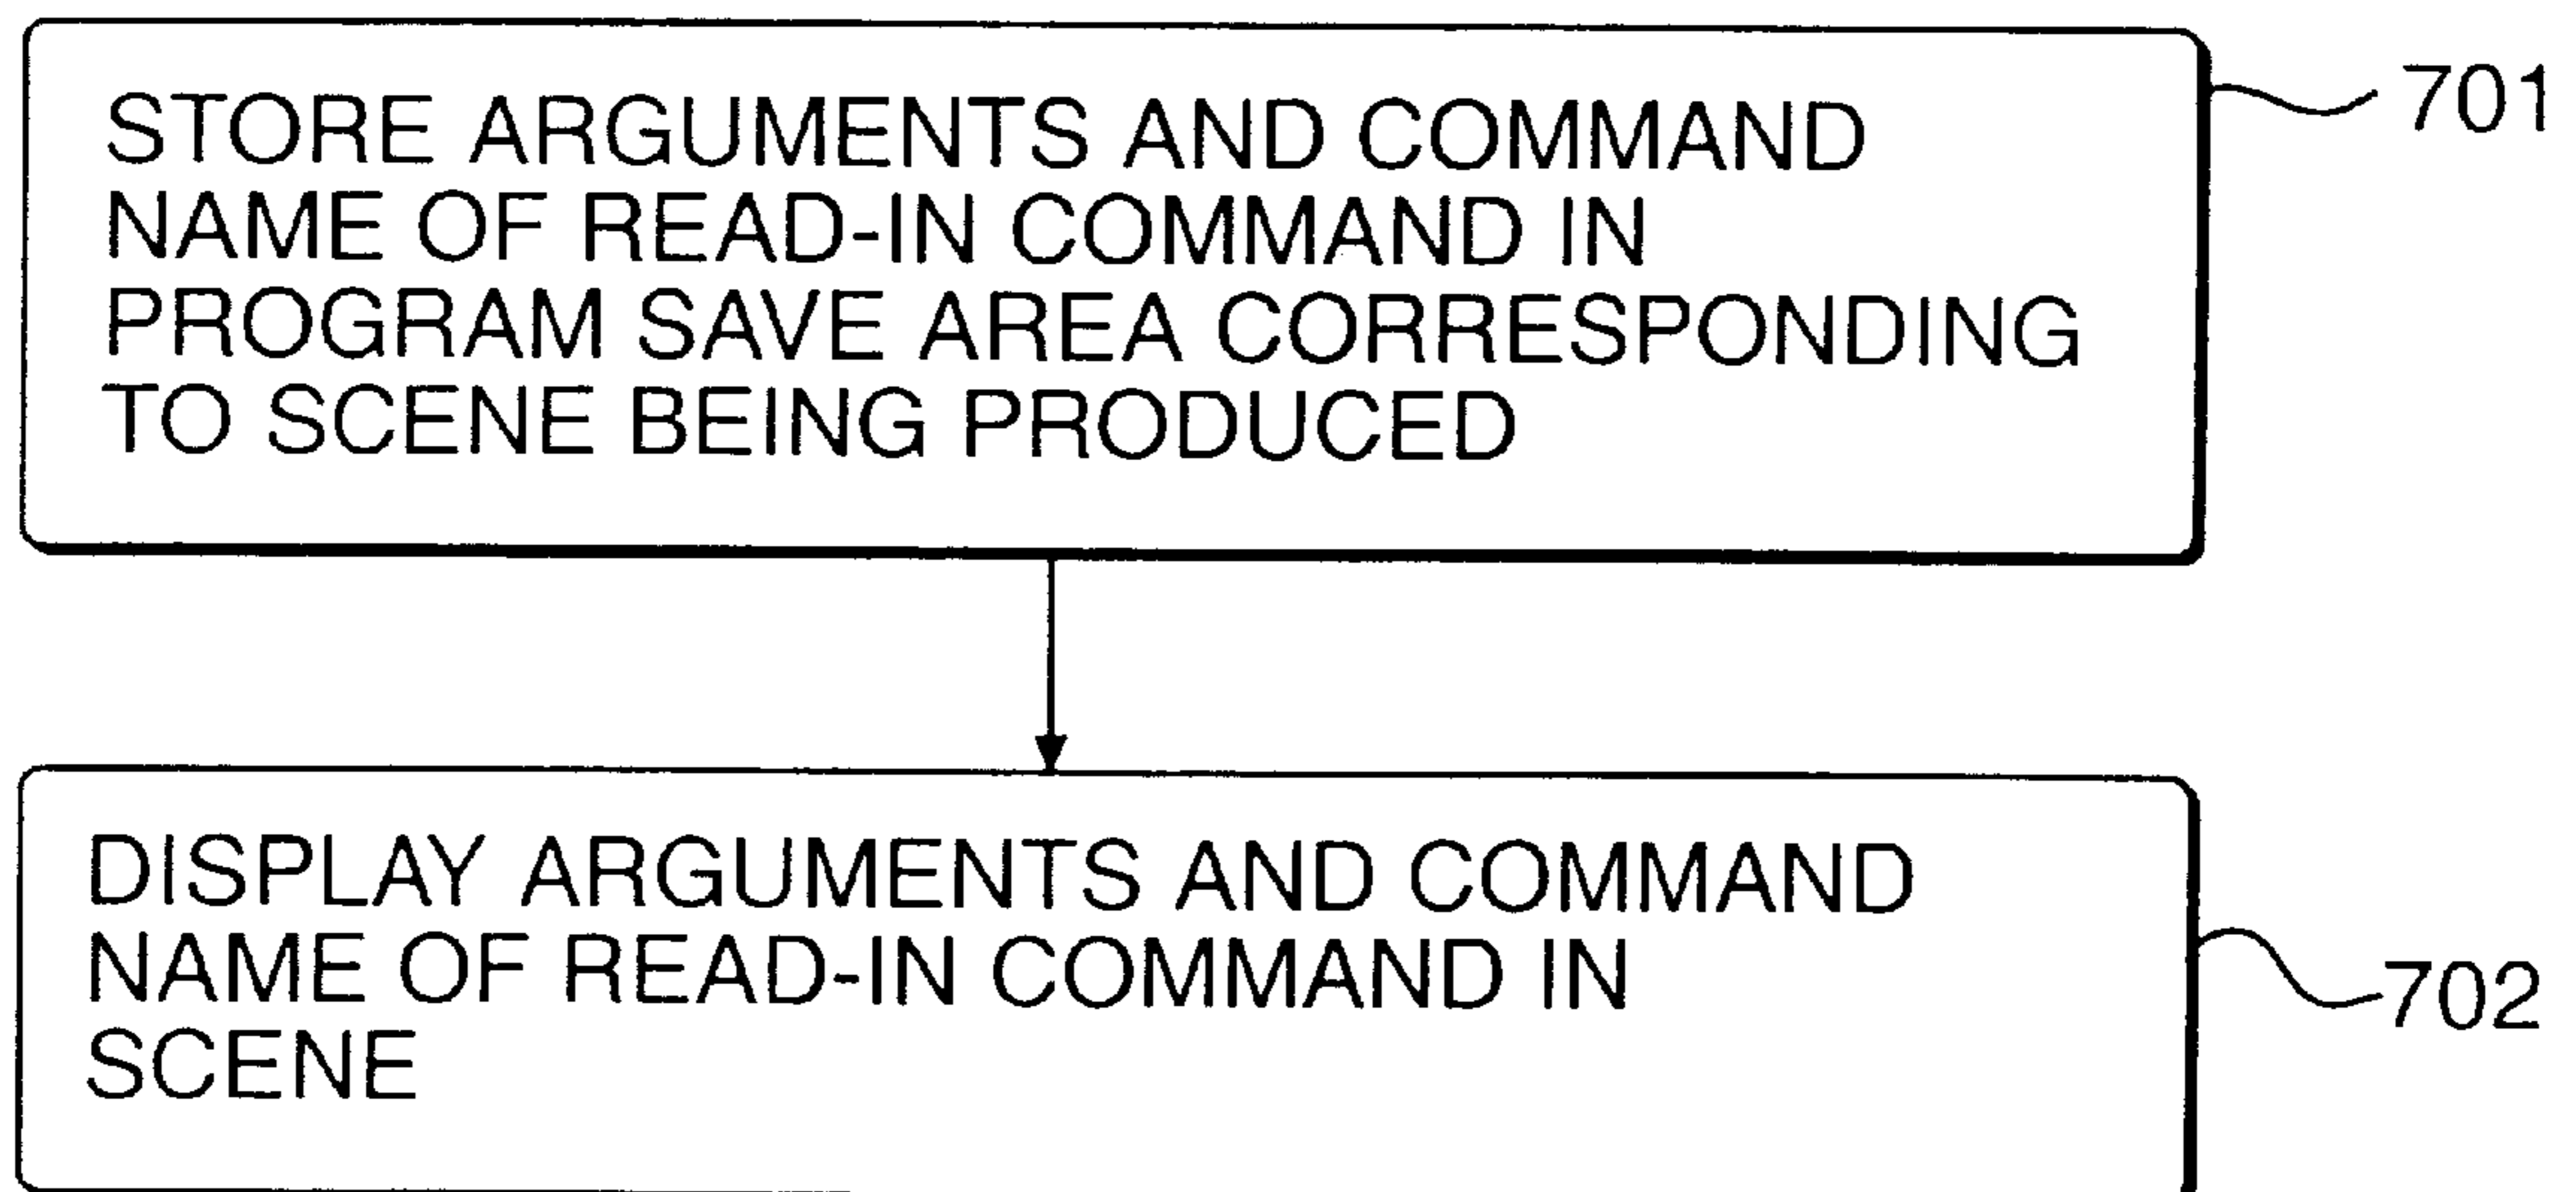 STORE ARGUMENTS AND COMMAND
NAME OF READ-IN COMMAND IN
PROGRAM SAVE AREA CORRESPONDING
TO SCENE BEING PRODUCED
701
DISPLAY ARGUMENTS AND COMMAND
NAME OF READ-IN COMMAND IN
SCENE
702